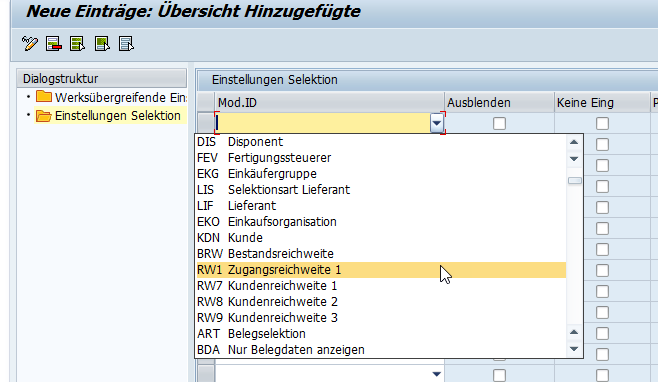 Neue Einträge: Übersicht Hinzugefügte
Dialogstruktur
Werksübergreifende Ein
Einstellungen Selektion
Einstellungen Selektion
Mod.ID Ausblenden Keine Eing P
DIS Disponent
FEV Fertigungssteuerer
EKG Einkäufergruppe
LIS Selektionsart Lieferant
LIF Lieferant
EKO Einkaufsorganisation
KDN Kunde
BRW Bestandsreichweite
RW1 Zugangsreichweite 1
RW7 Kundenreichweite 1
RW8 Kundenreichweite 2
RW9 Kundenreichweite 3
ART Belegselektion
BDA Nur Belegdaten anzeigen